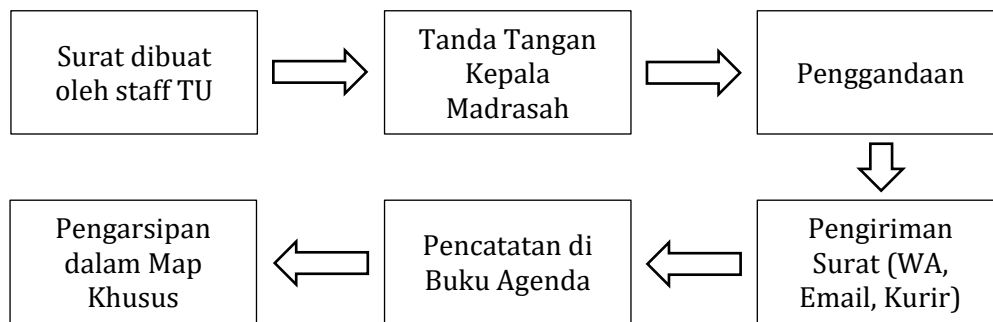 Surat dibuat
oleh staff TU
Tanda Tangan
Kepala
Madrasah
Penggandaan
Pengiriman
Surat (WA,
Email, Kurir)
Pencatatan di
Buku Agenda
Pengarsipan
dalam Map
Khusus